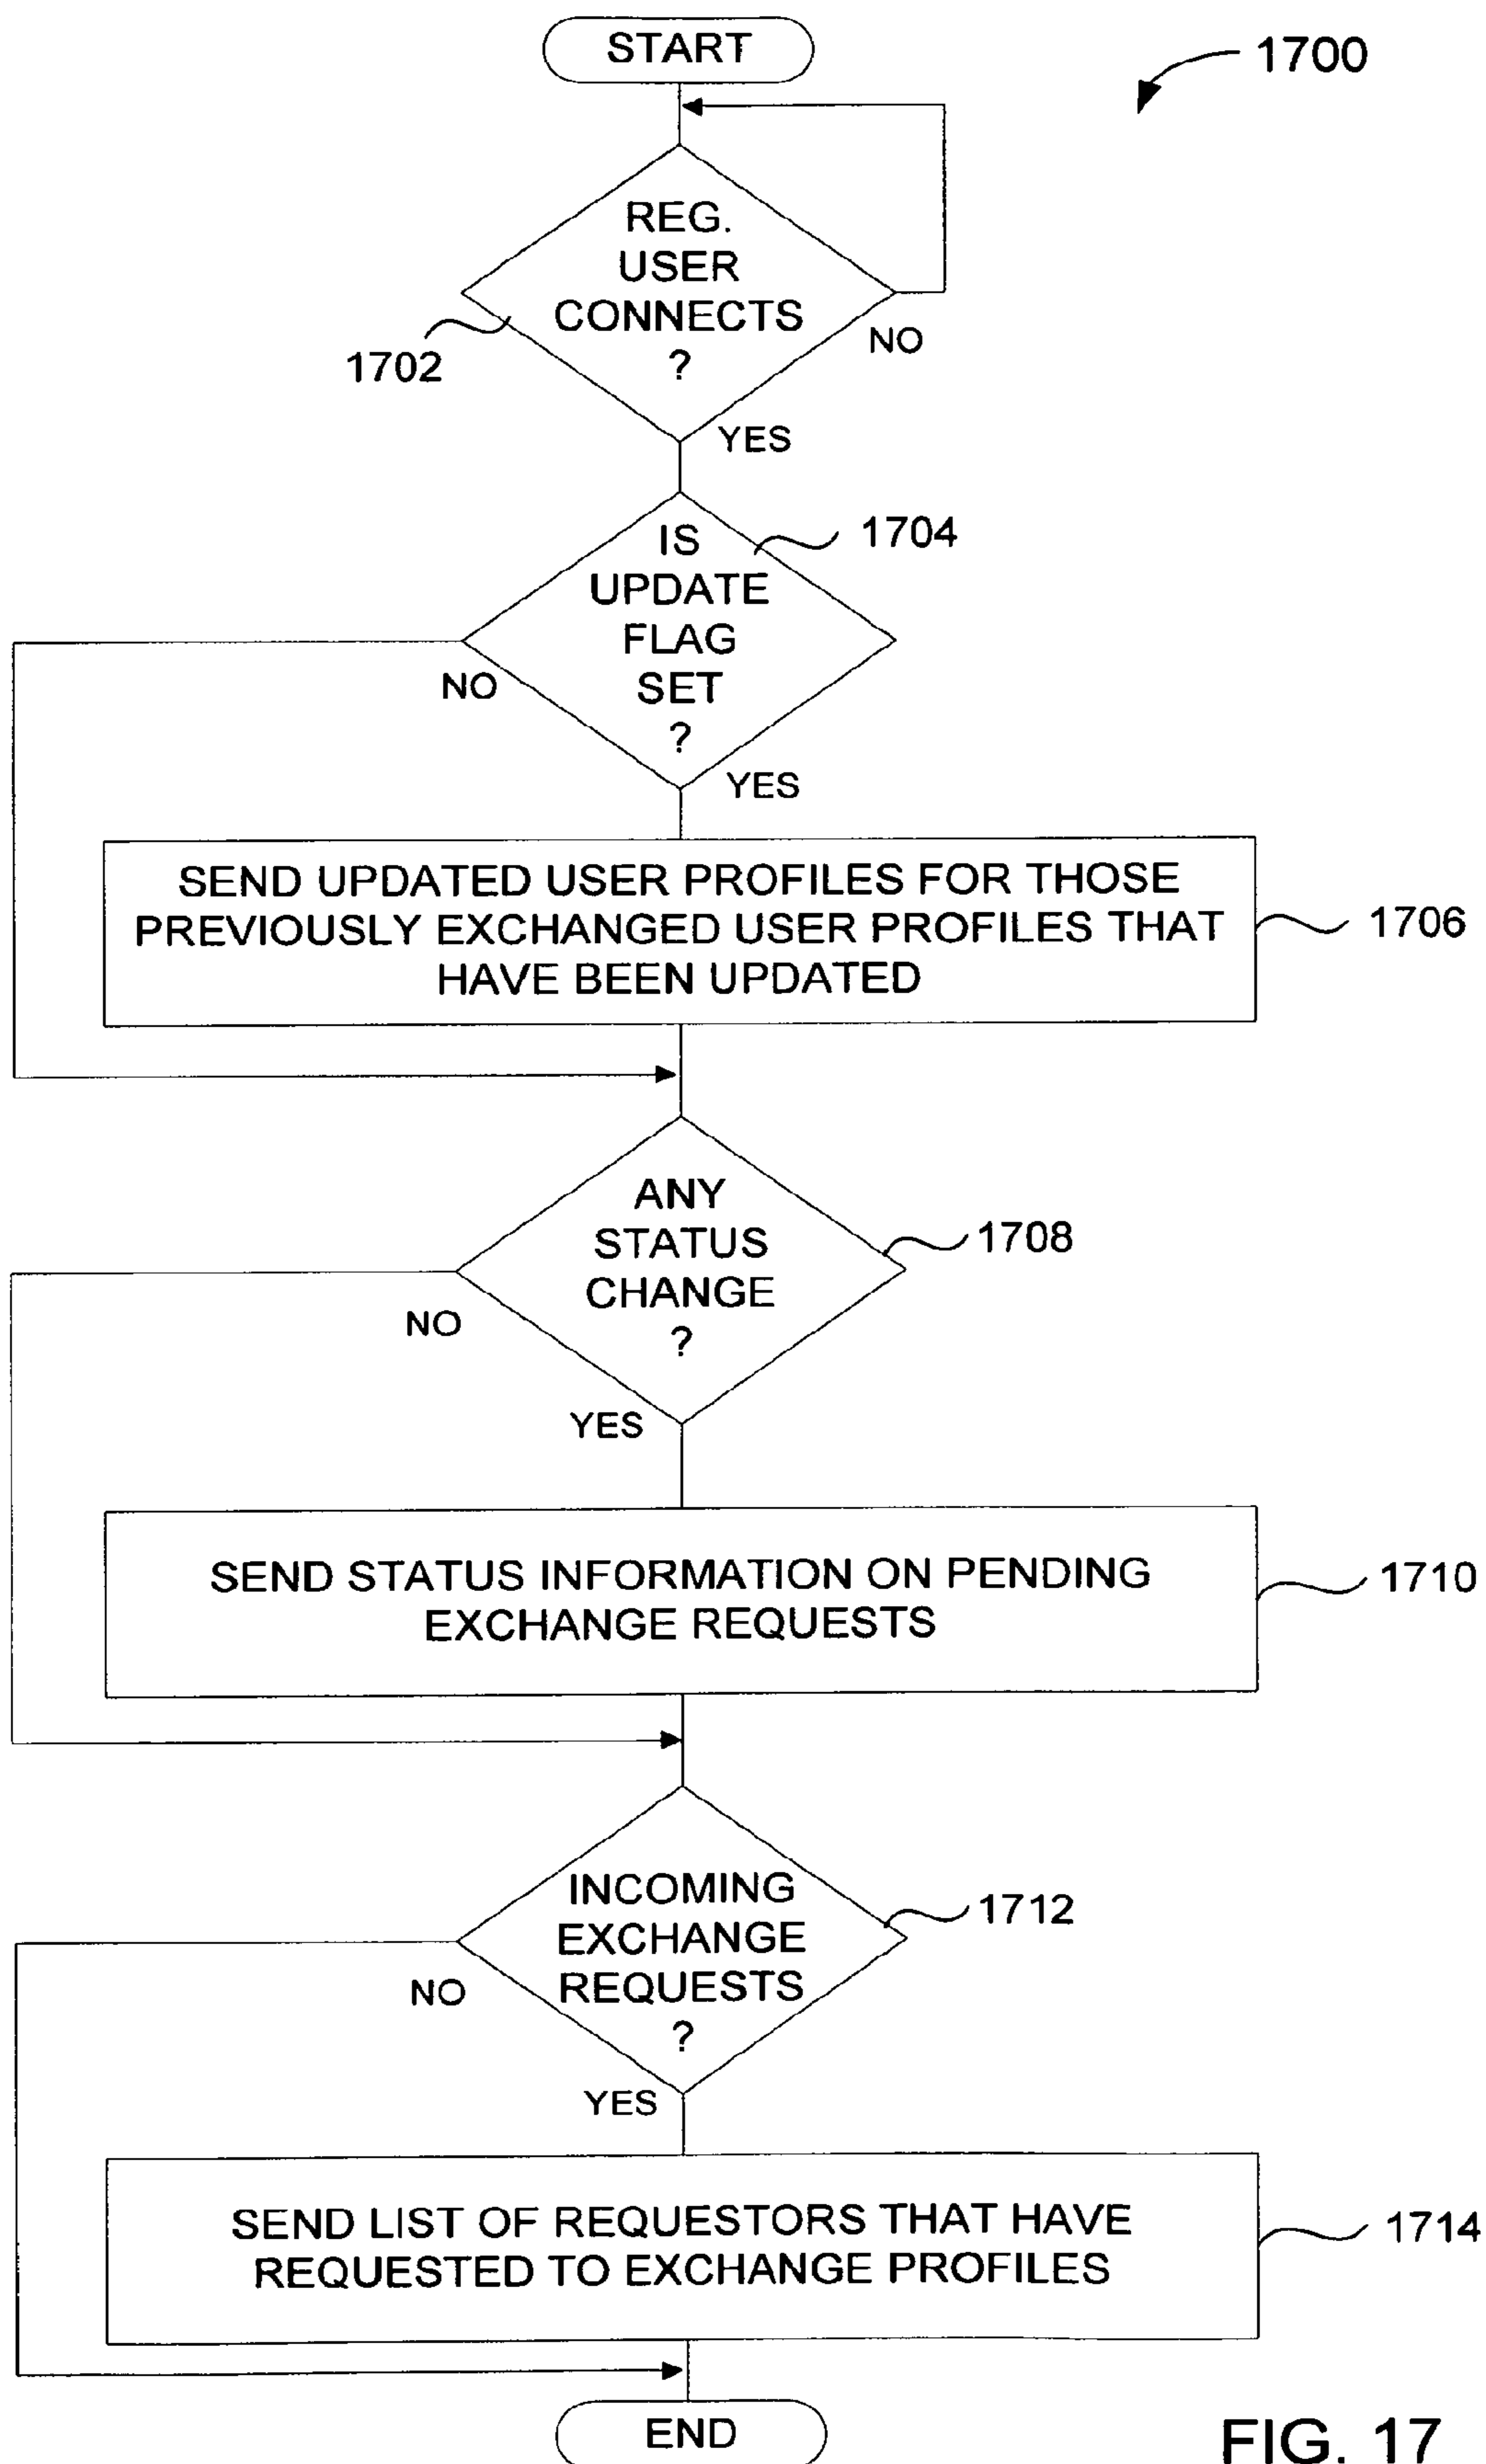 START
1700
REG.
USER
CONNECTS
?
NO
1702
YES
IS
UPDATE
FLAG
SET
?
1704
NO
YES
SEND UPDATED USER PROFILES FOR THOSE
PREVIOUSLY EXCHANGED USER PROFILES THAT
HAVE BEEN UPDATED
1706
ANY
STATUS
CHANGE
?
1708
NO
YES
SEND STATUS INFORMATION ON PENDING
EXCHANGE REQUESTS
1710
INCOMING
EXCHANGE
REQUESTS
?
1712
NO
YES
SEND LIST OF REQUESTORS THAT HAVE
REQUESTED TO EXCHANGE PROFILES
1714
END
FIG. 17